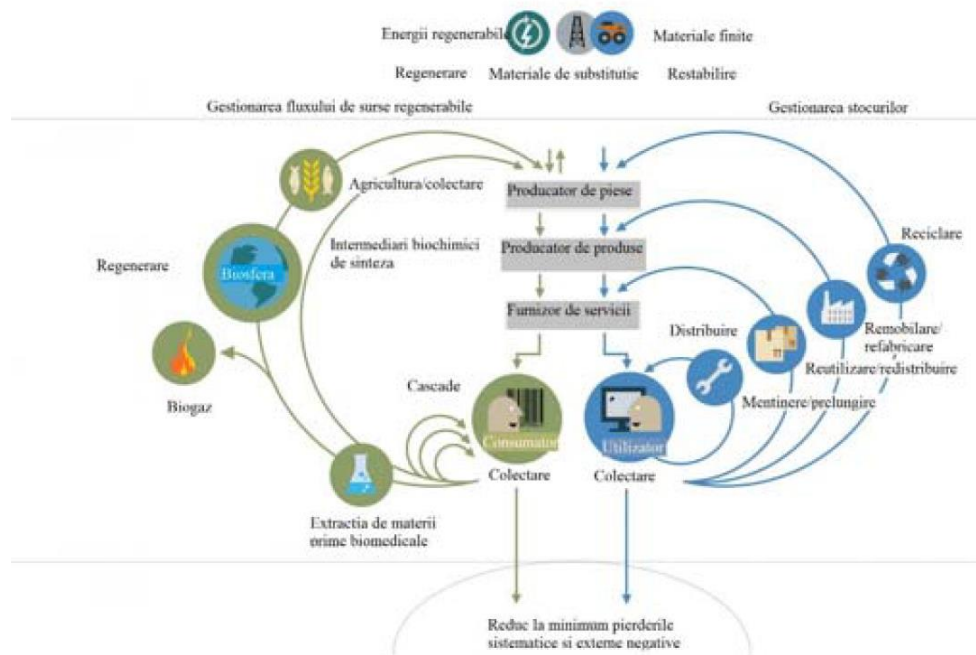 Energii regenerabile
Materiale finite
Regenerare
Materiale de substitutie
Restabilire
Gestionarea fluxului de surse regenerabile
Gestionarea stocurilor
Agricultura/colectare
Producator de piese
Reciclare
Intermediari biochimici
de sinteza
Producator de produse
Regenerare
Biosfera
Furnizor de servicii
Distribuire
Remobilare/
refabricare
Reutilizare/redistribuire
Cascade
Mentinere/prelungire
Biogaz
Consumator
Utilizator
Colectare
Colectare
Extractia de materii
prime biomedicale
Reduc la minimum pierderile
sistematice si externe negative